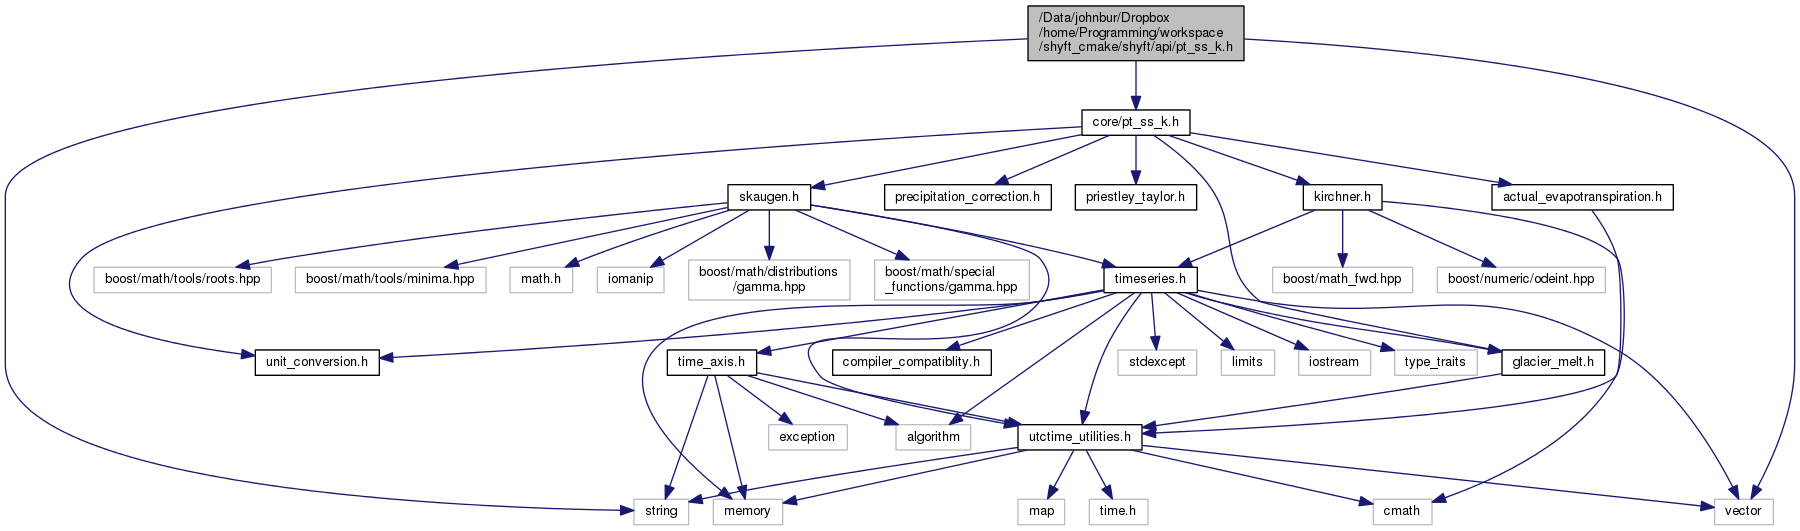 /Data/johnbur/Dropbox
/home/Programming/workspace
/shyft_cmake/shyft/api/pt_ss_k.h
core/pt_ss_k.h
skaugen.h
precipitation_correction.h
priestley_taylor.h
kirchner.h
actual_evapotranspiration.h
boost/math/tools/roots.hpp
boost/math/tools/minima.hpp
math.h
iomanip
boost/math/distributions
/gamma.hpp
boost/math/special
_functions/gamma.hpp
timeseries.h
boost/math_fwd.hpp
boost/numeric/odeint.hpp
unit_conversion.h
time_axis.h
compiler_compatiblity.h
stdexcept
limits
iostream
type_traits
glacier_melt.h
exception
algorithm
utctime_utilities.h
string
memory
map
time.h
cmath
vector